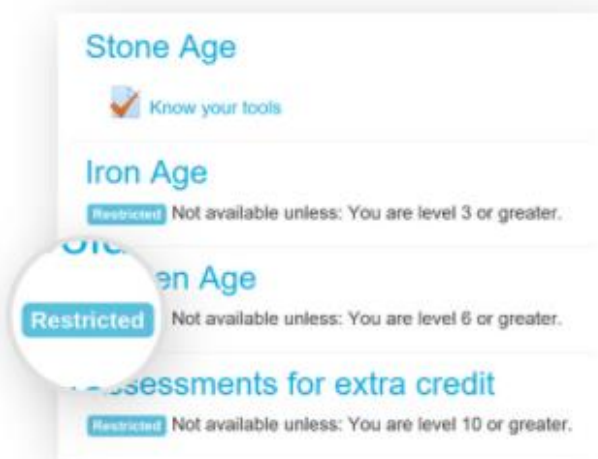 Stone Age
Know your tools
Iron Age
Restricted Not available unless: You are level 3 or greater.
en Age
Restricted Not available unless: You are level 6 or greater.
Assessments for extra credit
Restricted Not available unless: You are level 10 or greater.